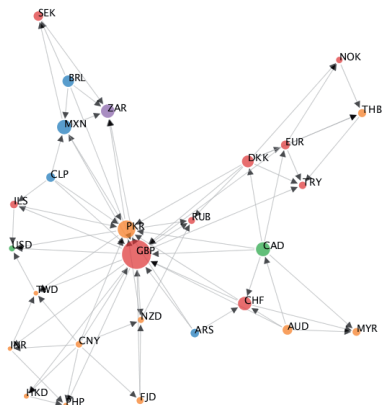 SEK
BRL
NOK
ZAR
THB
MXN
EUR
DKK
CLP
TRY
ILS
RUB
PKR
USD
GBP
CAD
TWD
CHF
NZD
AUD
ARS
MYR
CNY
INR
HKD
FJD
PHP